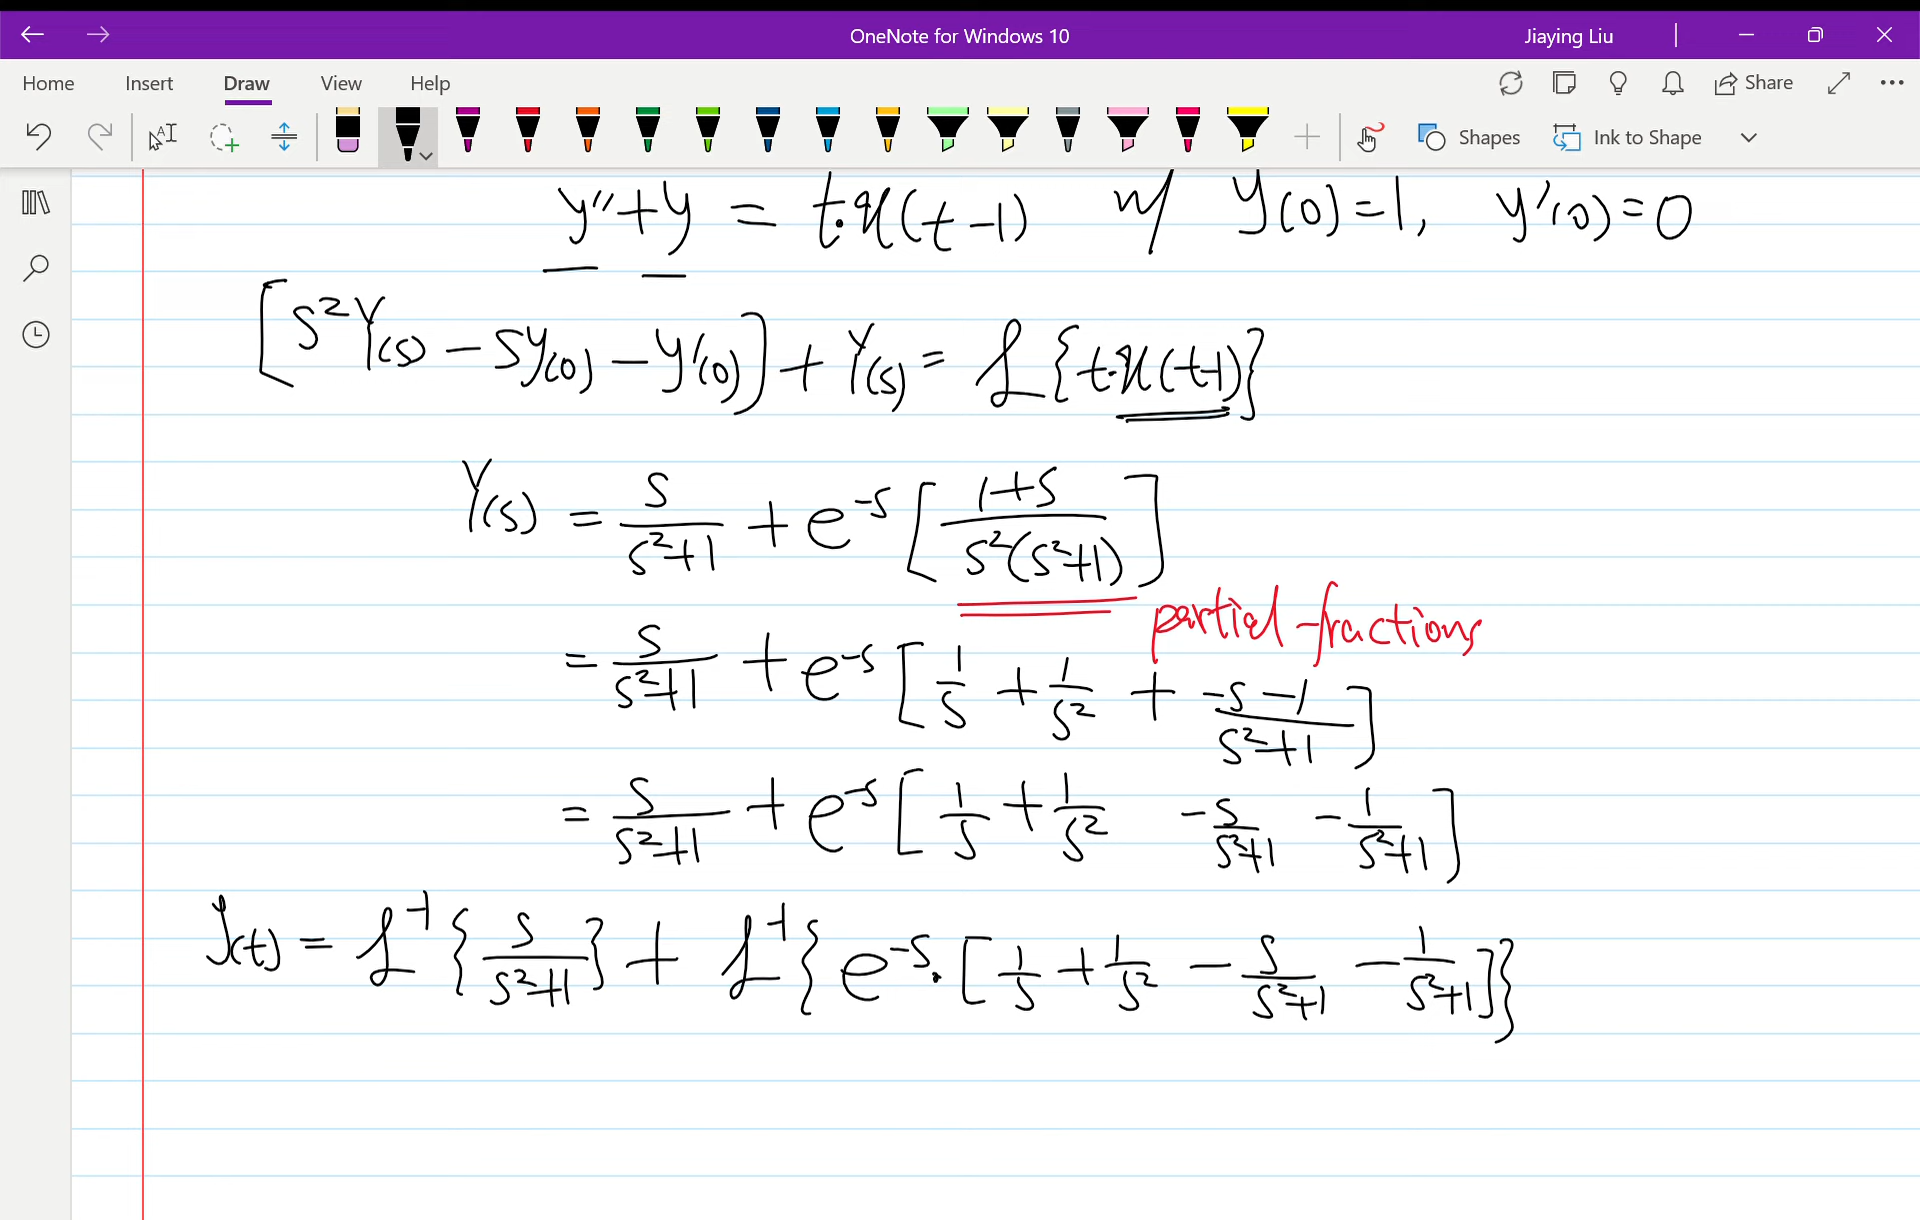 OneNote for Windows 10 Jiaying Liu
Home Insert Draw View Help Share
Shapes Ink to Shape
y''+y = t·u(t-1) w/ y(0)=1, y'(0)=0
[s²Y(s) - sy(0) - y'(0)] + Y(s) = ℒ{t·u(t-1)}
Y(s) = s/(s²+1) + e^(-s) [(1+s)/(s²(s²+1))]
partial-fractions
= s/(s²+1) + e^(-s) [1/s + 1/s² + (-s-1)/(s²+1)]
= s/(s²+1) + e^(-s) [1/s + 1/s² - s/(s²+1) - 1/(s²+1)]
y(t) = ℒ⁻¹{s/(s²+1)} + ℒ⁻¹{e^(-s)·[1/s + 1/s² - s/(s²+1) - 1/(s²+1)]}